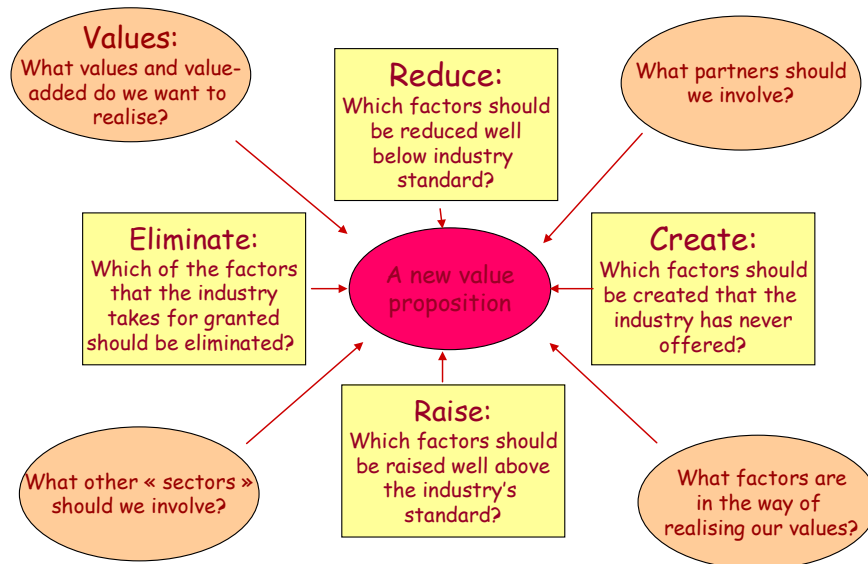 Values:
What values and value-
added do we want to
realise?
Reduce:
Which factors should
be reduced well
below industry
standard?
What partners should
we involve?
Eliminate:
Which of the factors
that the industry
takes for granted
should be eliminated?
A new value
proposition
Create:
Which factors should
be created that the
industry has never
offered?
What other « sectors »
should we involve?
Raise:
Which factors should
be raised well above
the industry's
standard?
What factors are
in the way of
realising our values?